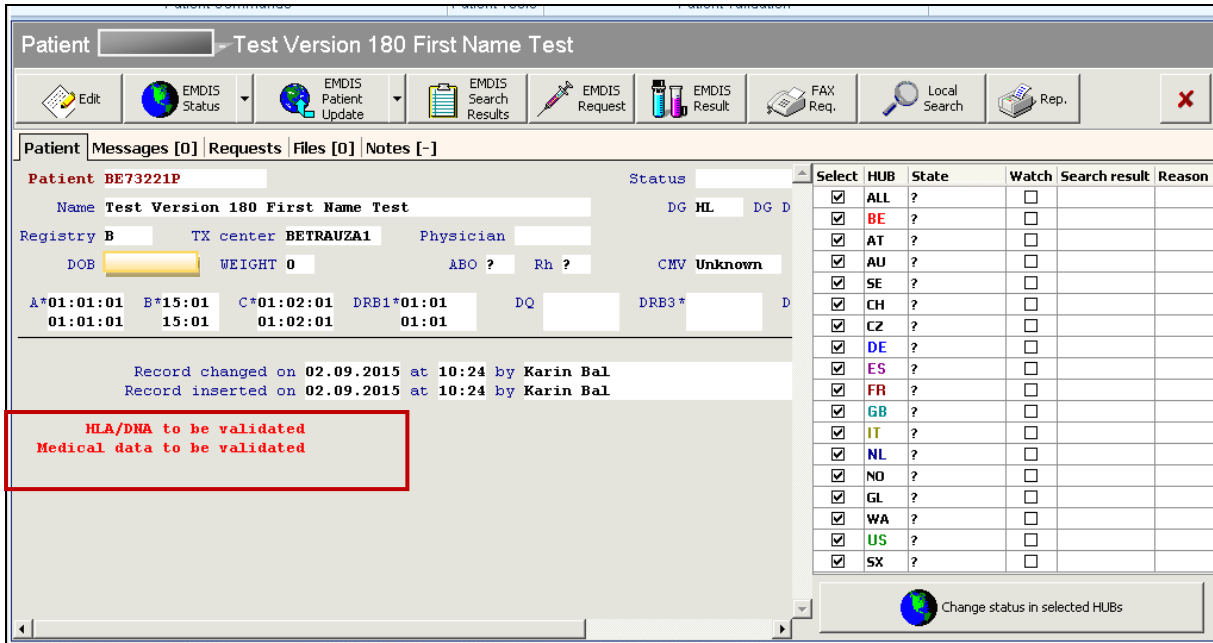 Patient -Test Version 180 First Name Test
Edit
EMDIS Status
EMDIS Patient Update
EMDIS Search Results
EMDIS Request
EMDIS Result
FAX Req.
Local Search
Rep.
Patient Messages [0] Requests Files [0] Notes [-]
Patient BE73221P Status
Name Test Version 180 First Name Test DG HL DG D
Registry B TX center BETRAUZA1 Physician
DOB WEIGHT 0 ABO ? Rh ? CMV Unknown
A*01:01:01 B*15:01 C*01:02:01 DRB1*01:01 DQ DRB3* D
01:01:01 15:01 01:02:01 01:01
Record changed on 02.09.2015 at 10:24 by Karin Bal
Record inserted on 02.09.2015 at 10:24 by Karin Bal
HLA/DNA to be validated
Medical data to be validated
Select HUB State Watch Search result Reason
ALL ?
BE ?
AT ?
AU ?
SE ?
CH ?
CZ ?
DE ?
ES ?
FR ?
GB ?
IT ?
NL ?
NO ?
GL ?
WA ?
US ?
SX ?
Change status in selected HUBs